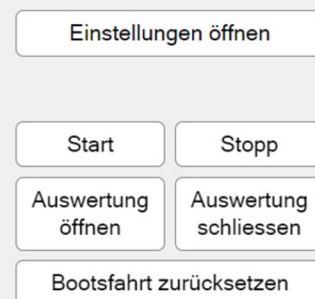 Einstellungen öffnen
Start
Stopp
Auswertung
öffnen
Auswertung
schliessen
Bootsfahrt zurücksetzen